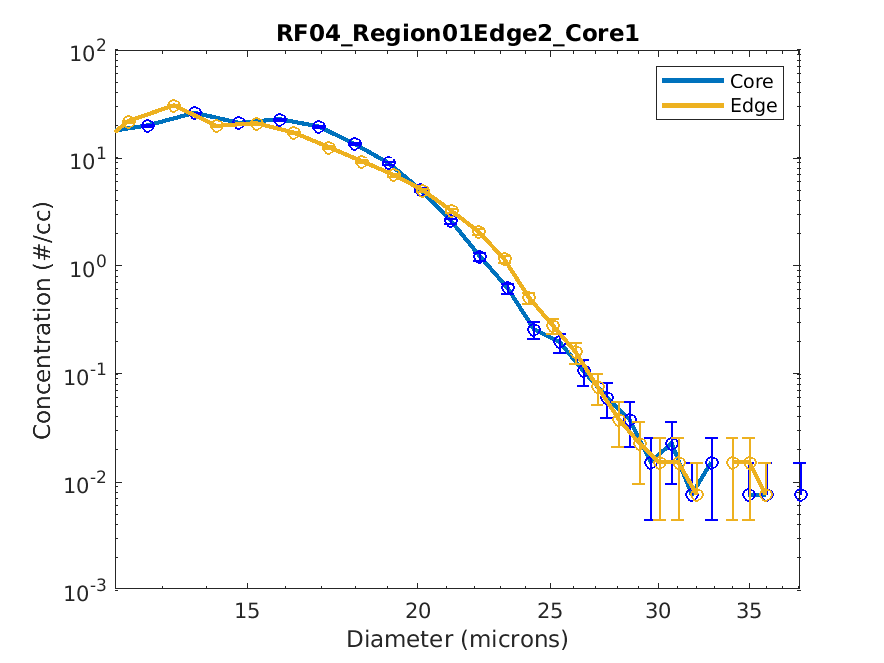 RF04_Region01Edge2_Core1
Core
Edge
10^2
10^1
10^0
10^-1
10^-2
10^-3
Concentration (#/cc)
15 20 25 30 35
Diameter (microns)